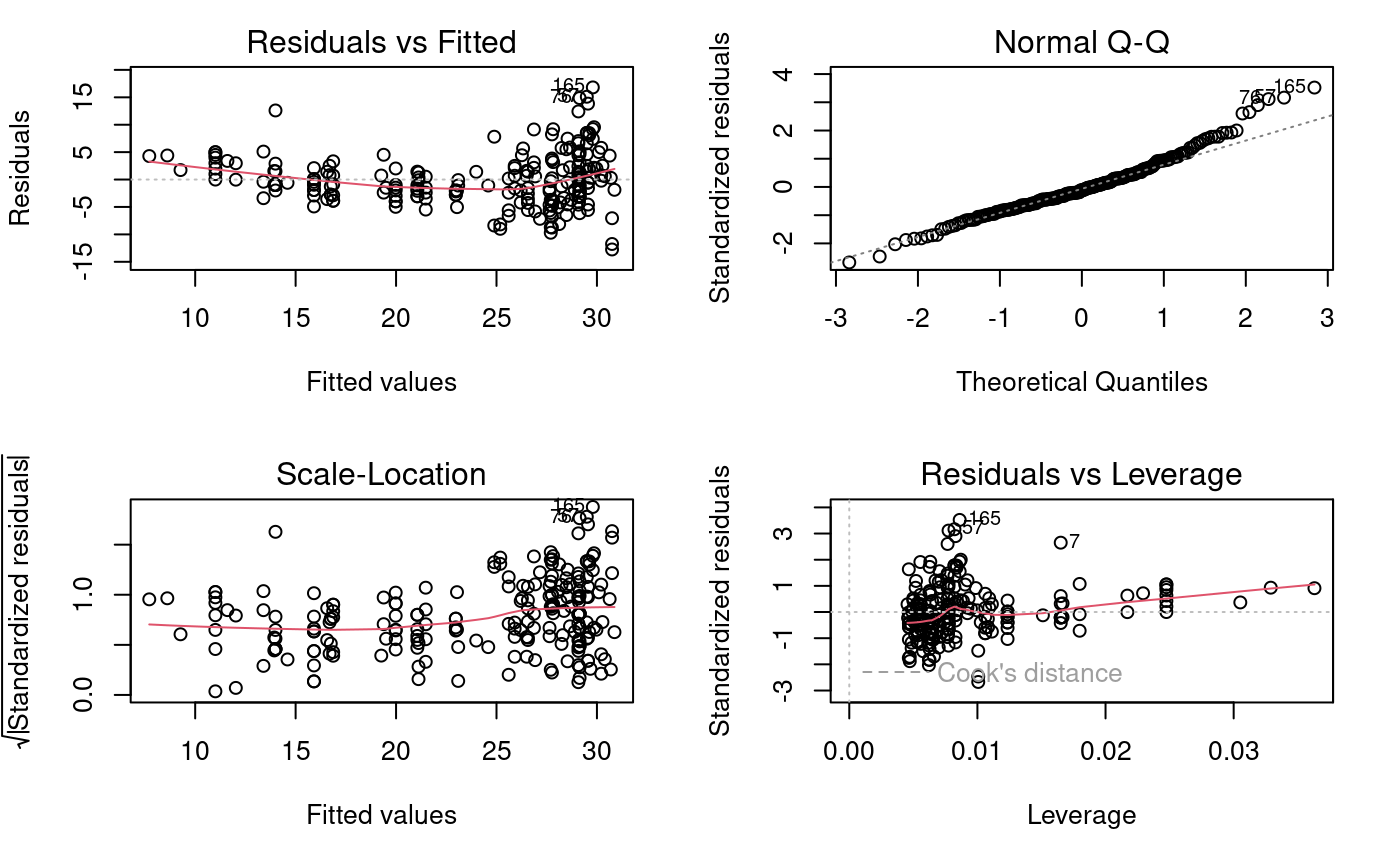 Residuals vs Fitted
Residuals
15
5
-5
-15
165
57
10 15 20 25 30
Fitted values
Normal Q-Q
Standardized residuals
4
2
0
-2
165
-3 -2 -1 0 1 2 3
Theoretical Quantiles
Scale-Location
√|Standardized residuals|
1.0
0.0
165
57
10 15 20 25 30
Fitted values
Residuals vs Leverage
Standardized residuals
3
1
-1
-3
165
57
7
Cook's distance
0.00 0.01 0.02 0.03
Leverage